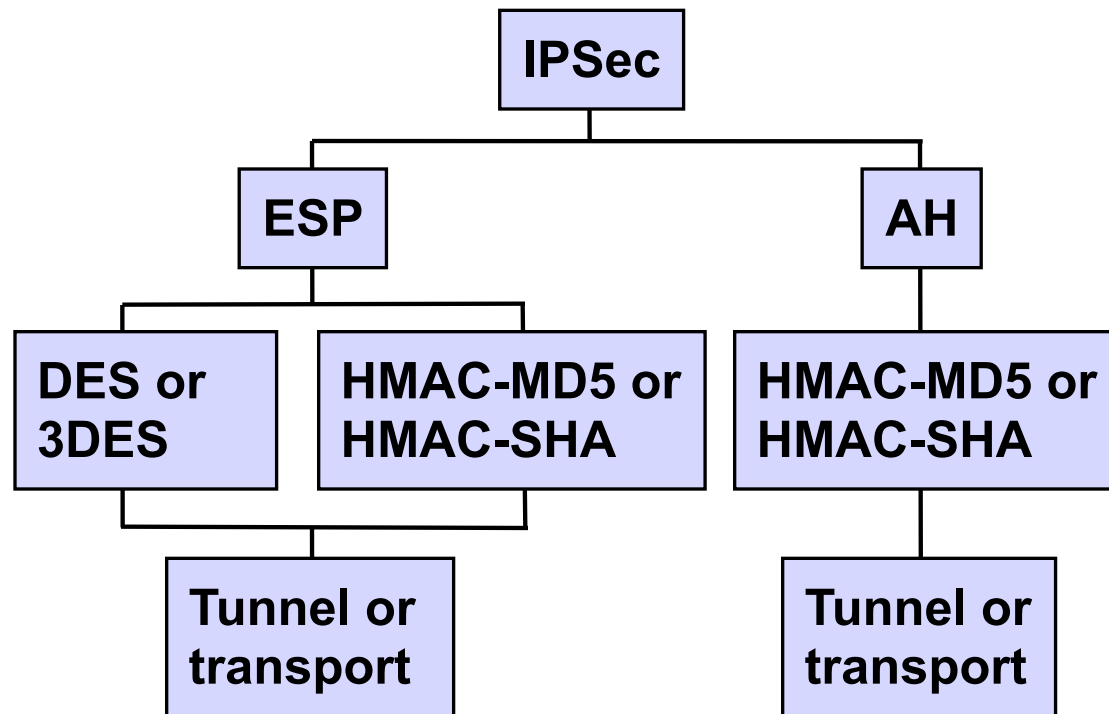 IPSec
ESP
AH
DES or
3DES
HMAC-MD5 or
HMAC-SHA
HMAC-MD5 or
HMAC-SHA
Tunnel or
transport
Tunnel or
transport